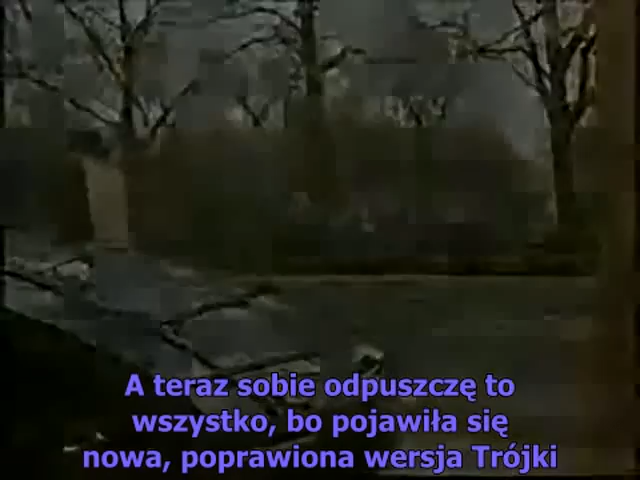 A teraz sobie odpuszczę to
wszystko, bo pojawiła się
nowa, poprawiona wersja Trójki